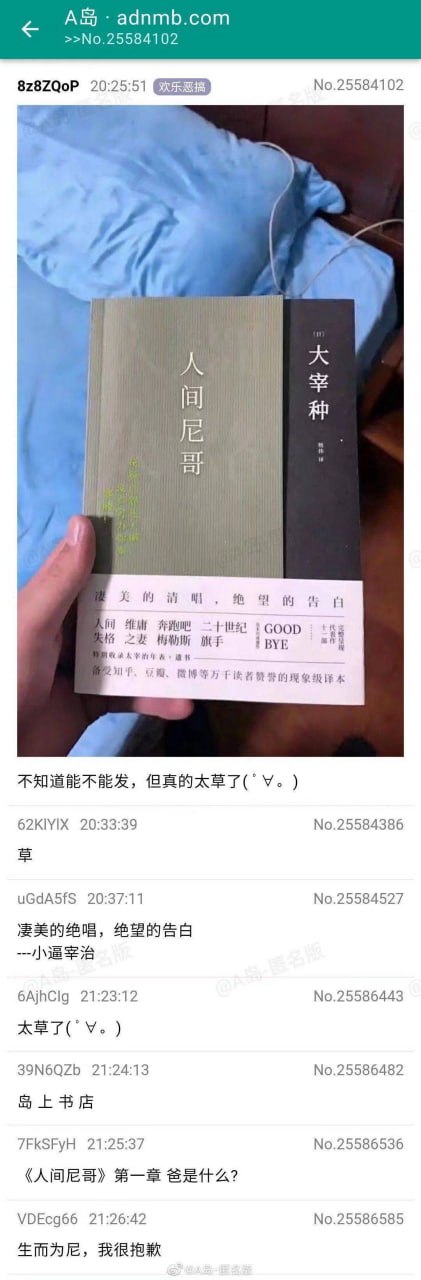 A岛 · adnmb.com
>>No.25584102
8z8ZQoP 20:25:51 欢乐恶搞 No.25584102
人间尼哥
[日]
大宰种
凄美的清唱，绝望的告白
人间 维庸 奔跑吧 二十世纪
失格 之妻 梅勒斯 旗手
GOOD
BYE
完整呈现
代表作
十一部
特别收录太宰治年表·遗书
备受知乎、豆瓣、微博等万千读者赞誉的现象级译本
不知道能不能发，但真的太草了(ﾟ∀。)
62KlYlX 20:33:39 No.25584386
草
uGdA5fS 20:37:11 No.25584527
凄美的绝唱，绝望的告白
---小逼宰治
6AjhCIg 21:23:12 No.25586443
太草了(ﾟ∀。)
39N6QZb 21:24:13 No.25586482
岛 上 书 店
7FkSFyH 21:25:37 No.25586536
《人间尼哥》第一章 爸是什么?
VDEcg66 21:26:42 No.25586585
生而为尼，我很抱歉
@A岛-匿名版